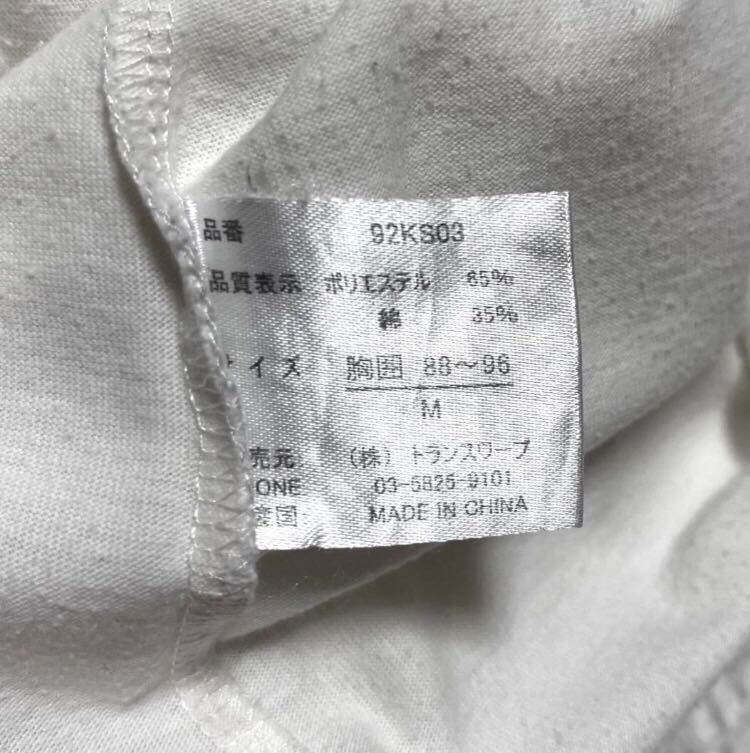 品番 92KS03
品質表示 ポリエステル 65%
綿 35%
イズ 胸囲 88〜96
M
売元 (株) トランスワープ
ONE 03-5825-9101
国 MADE IN CHINA